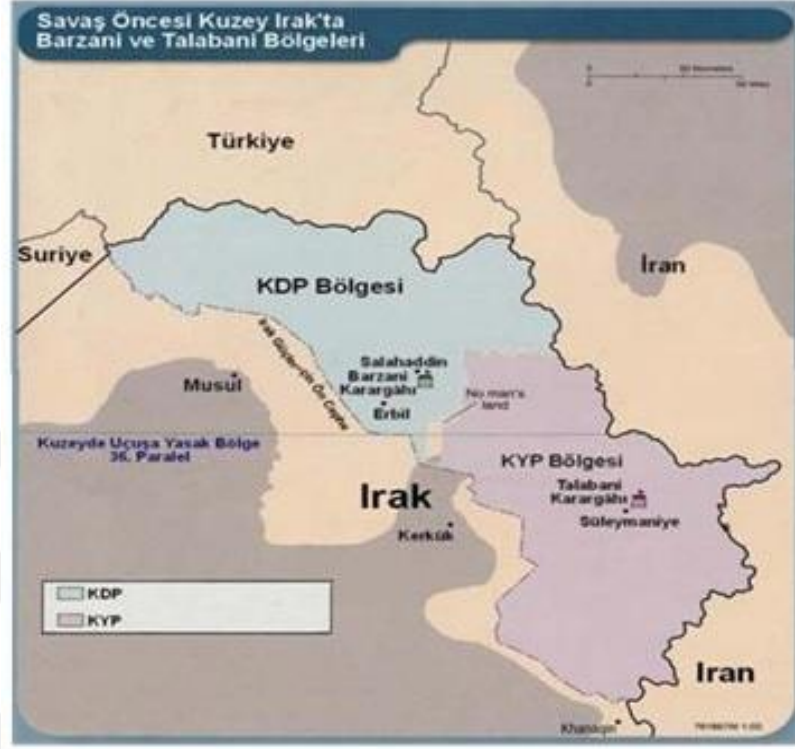 Savaş Öncesi Kuzey Irak'ta
Barzani ve Talabani Bölgeleri
Türkiye
Suriye
İran
KDP Bölgesi
Salahaddin
Barzani
Karargâhı
Musul
Erbil
No man's
land
Kuzeyde Uçuşa Yasak Bölge
36. Paralel
KYP Bölgesi
Irak
Talabani
Karargâhı
Süleymaniye
Kerkük
KDP
KYP
Iran
Khanaqin